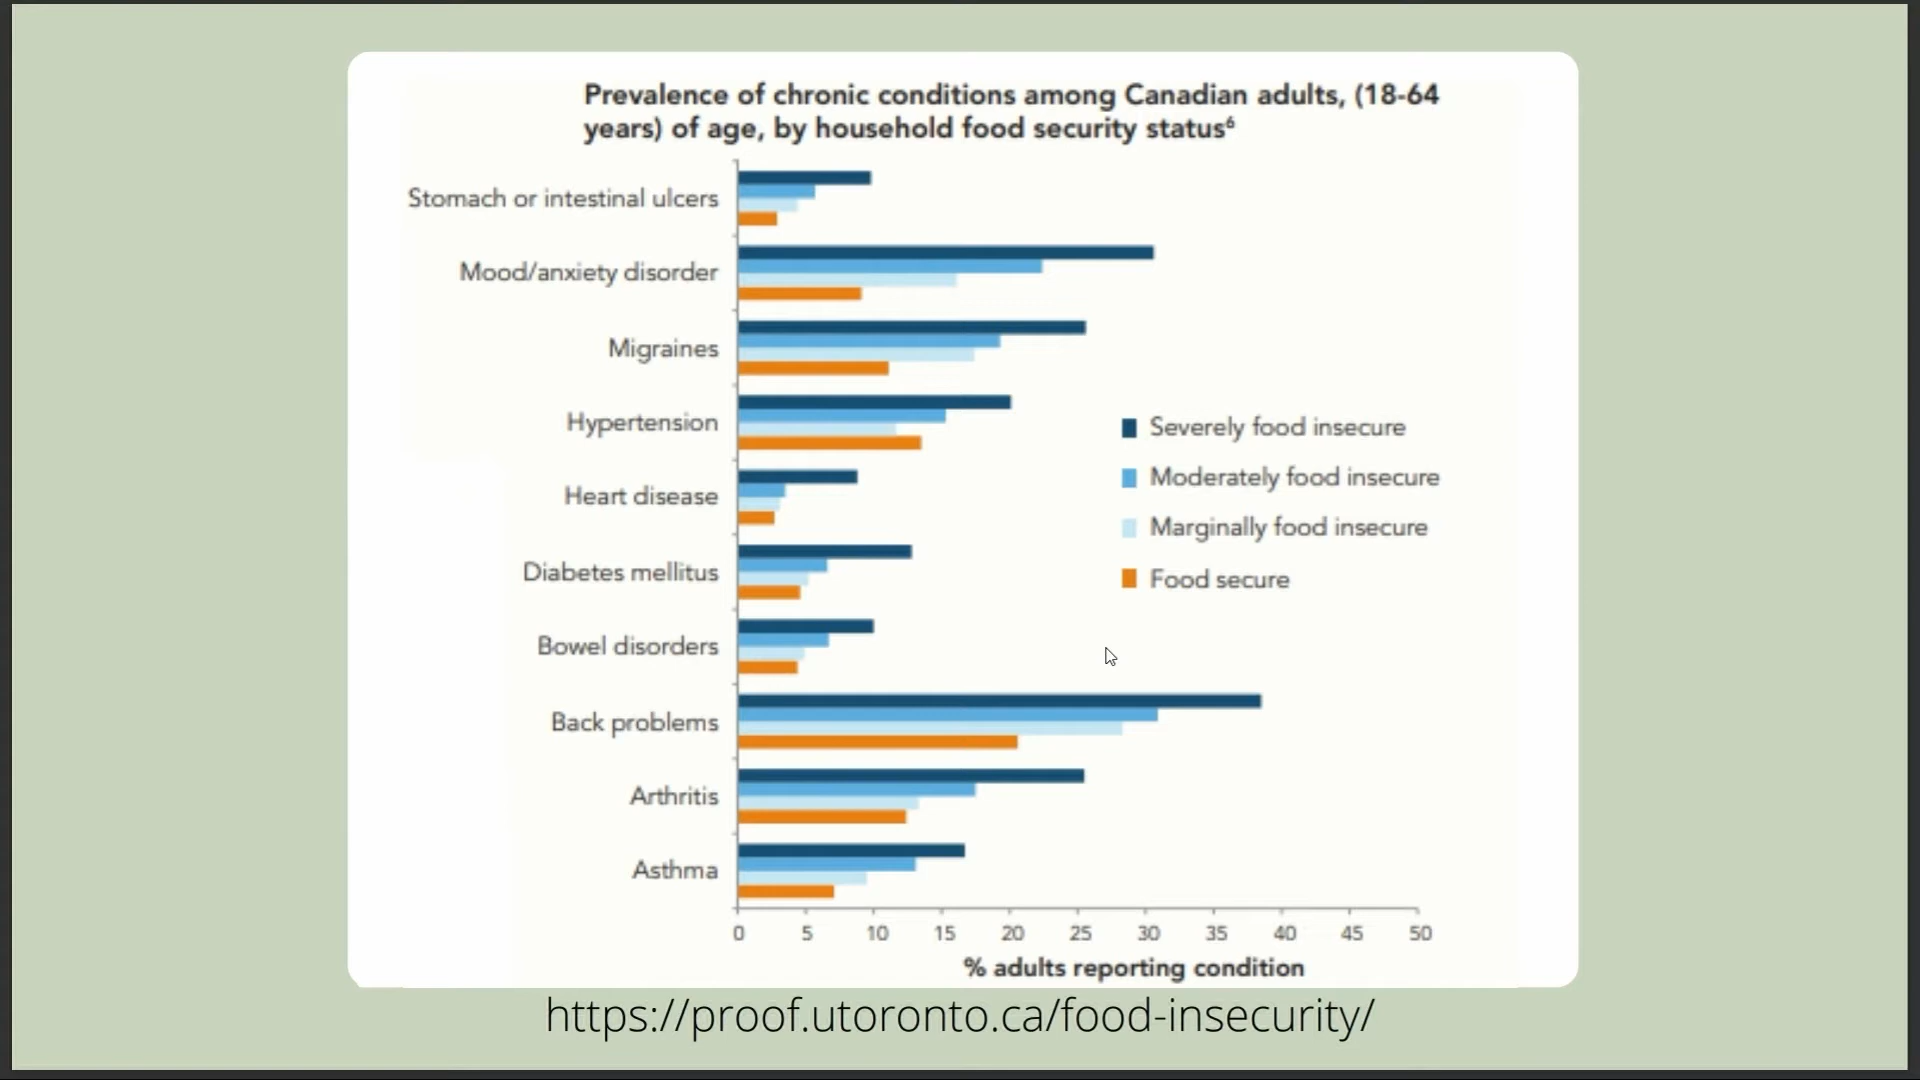 Prevalence of chronic conditions among Canadian adults, (18-64
years) of age, by household food security status⁶
Stomach or intestinal ulcers
Mood/anxiety disorder
Migraines
Hypertension
Heart disease
Diabetes mellitus
Bowel disorders
Back problems
Arthritis
Asthma
Severely food insecure
Moderately food insecure
Marginally food insecure
Food secure
0 5 10 15 20 25 30 35 40 45 50
% adults reporting condition
https://proof.utoronto.ca/food-insecurity/